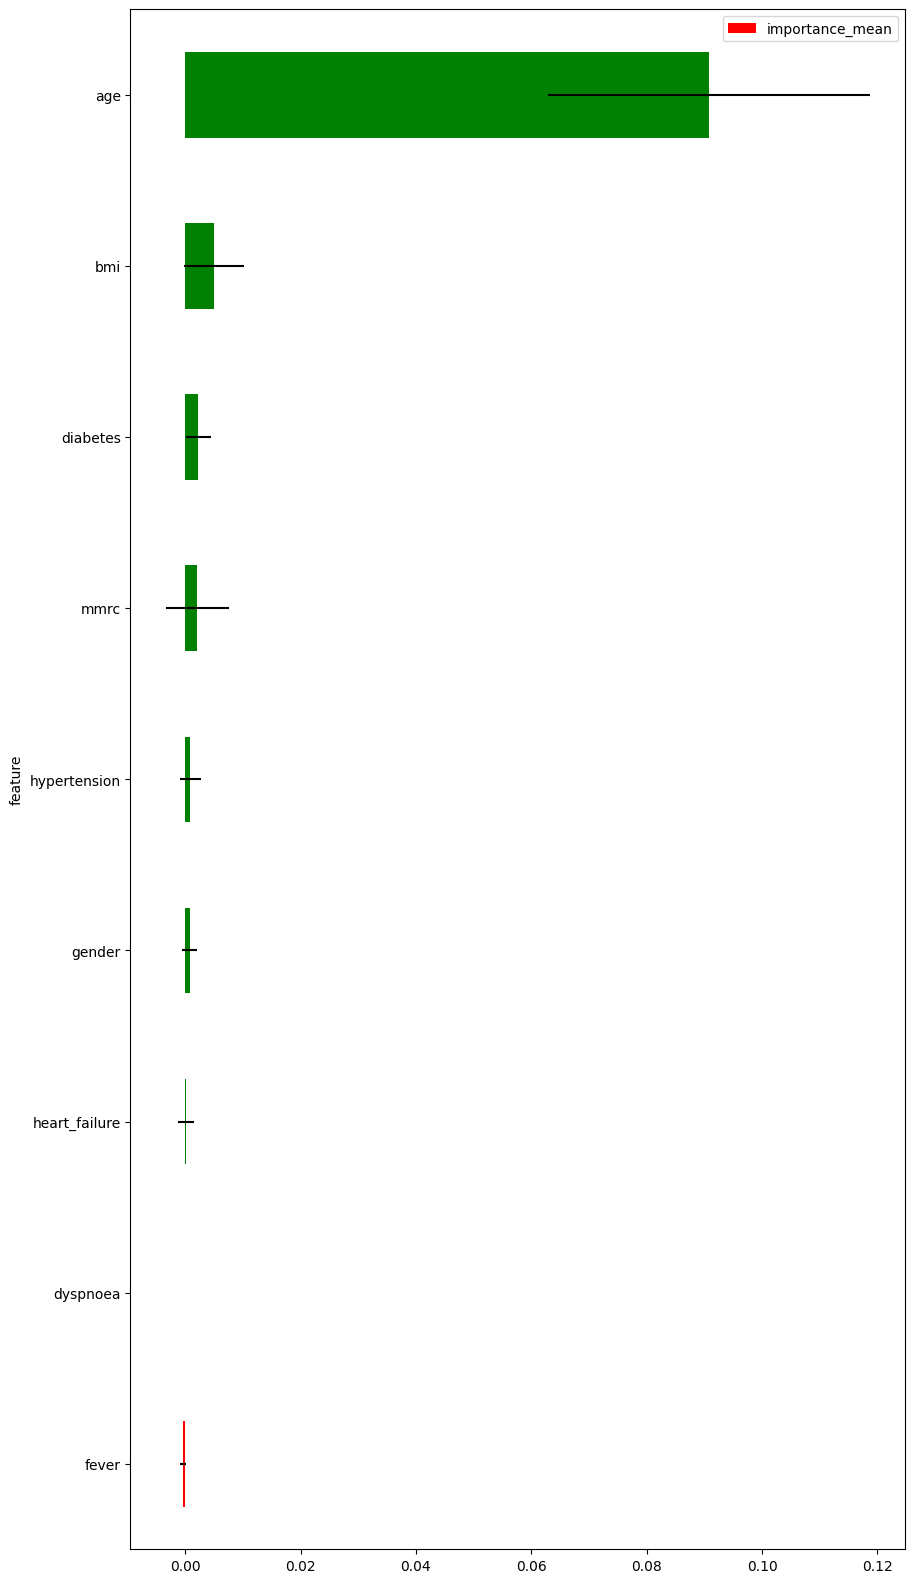 importance_mean
age
bmi
diabetes
mmrc
hypertension
gender
heart_failure
dyspnoea
fever
feature
0.00 0.02 0.04 0.06 0.08 0.10 0.12